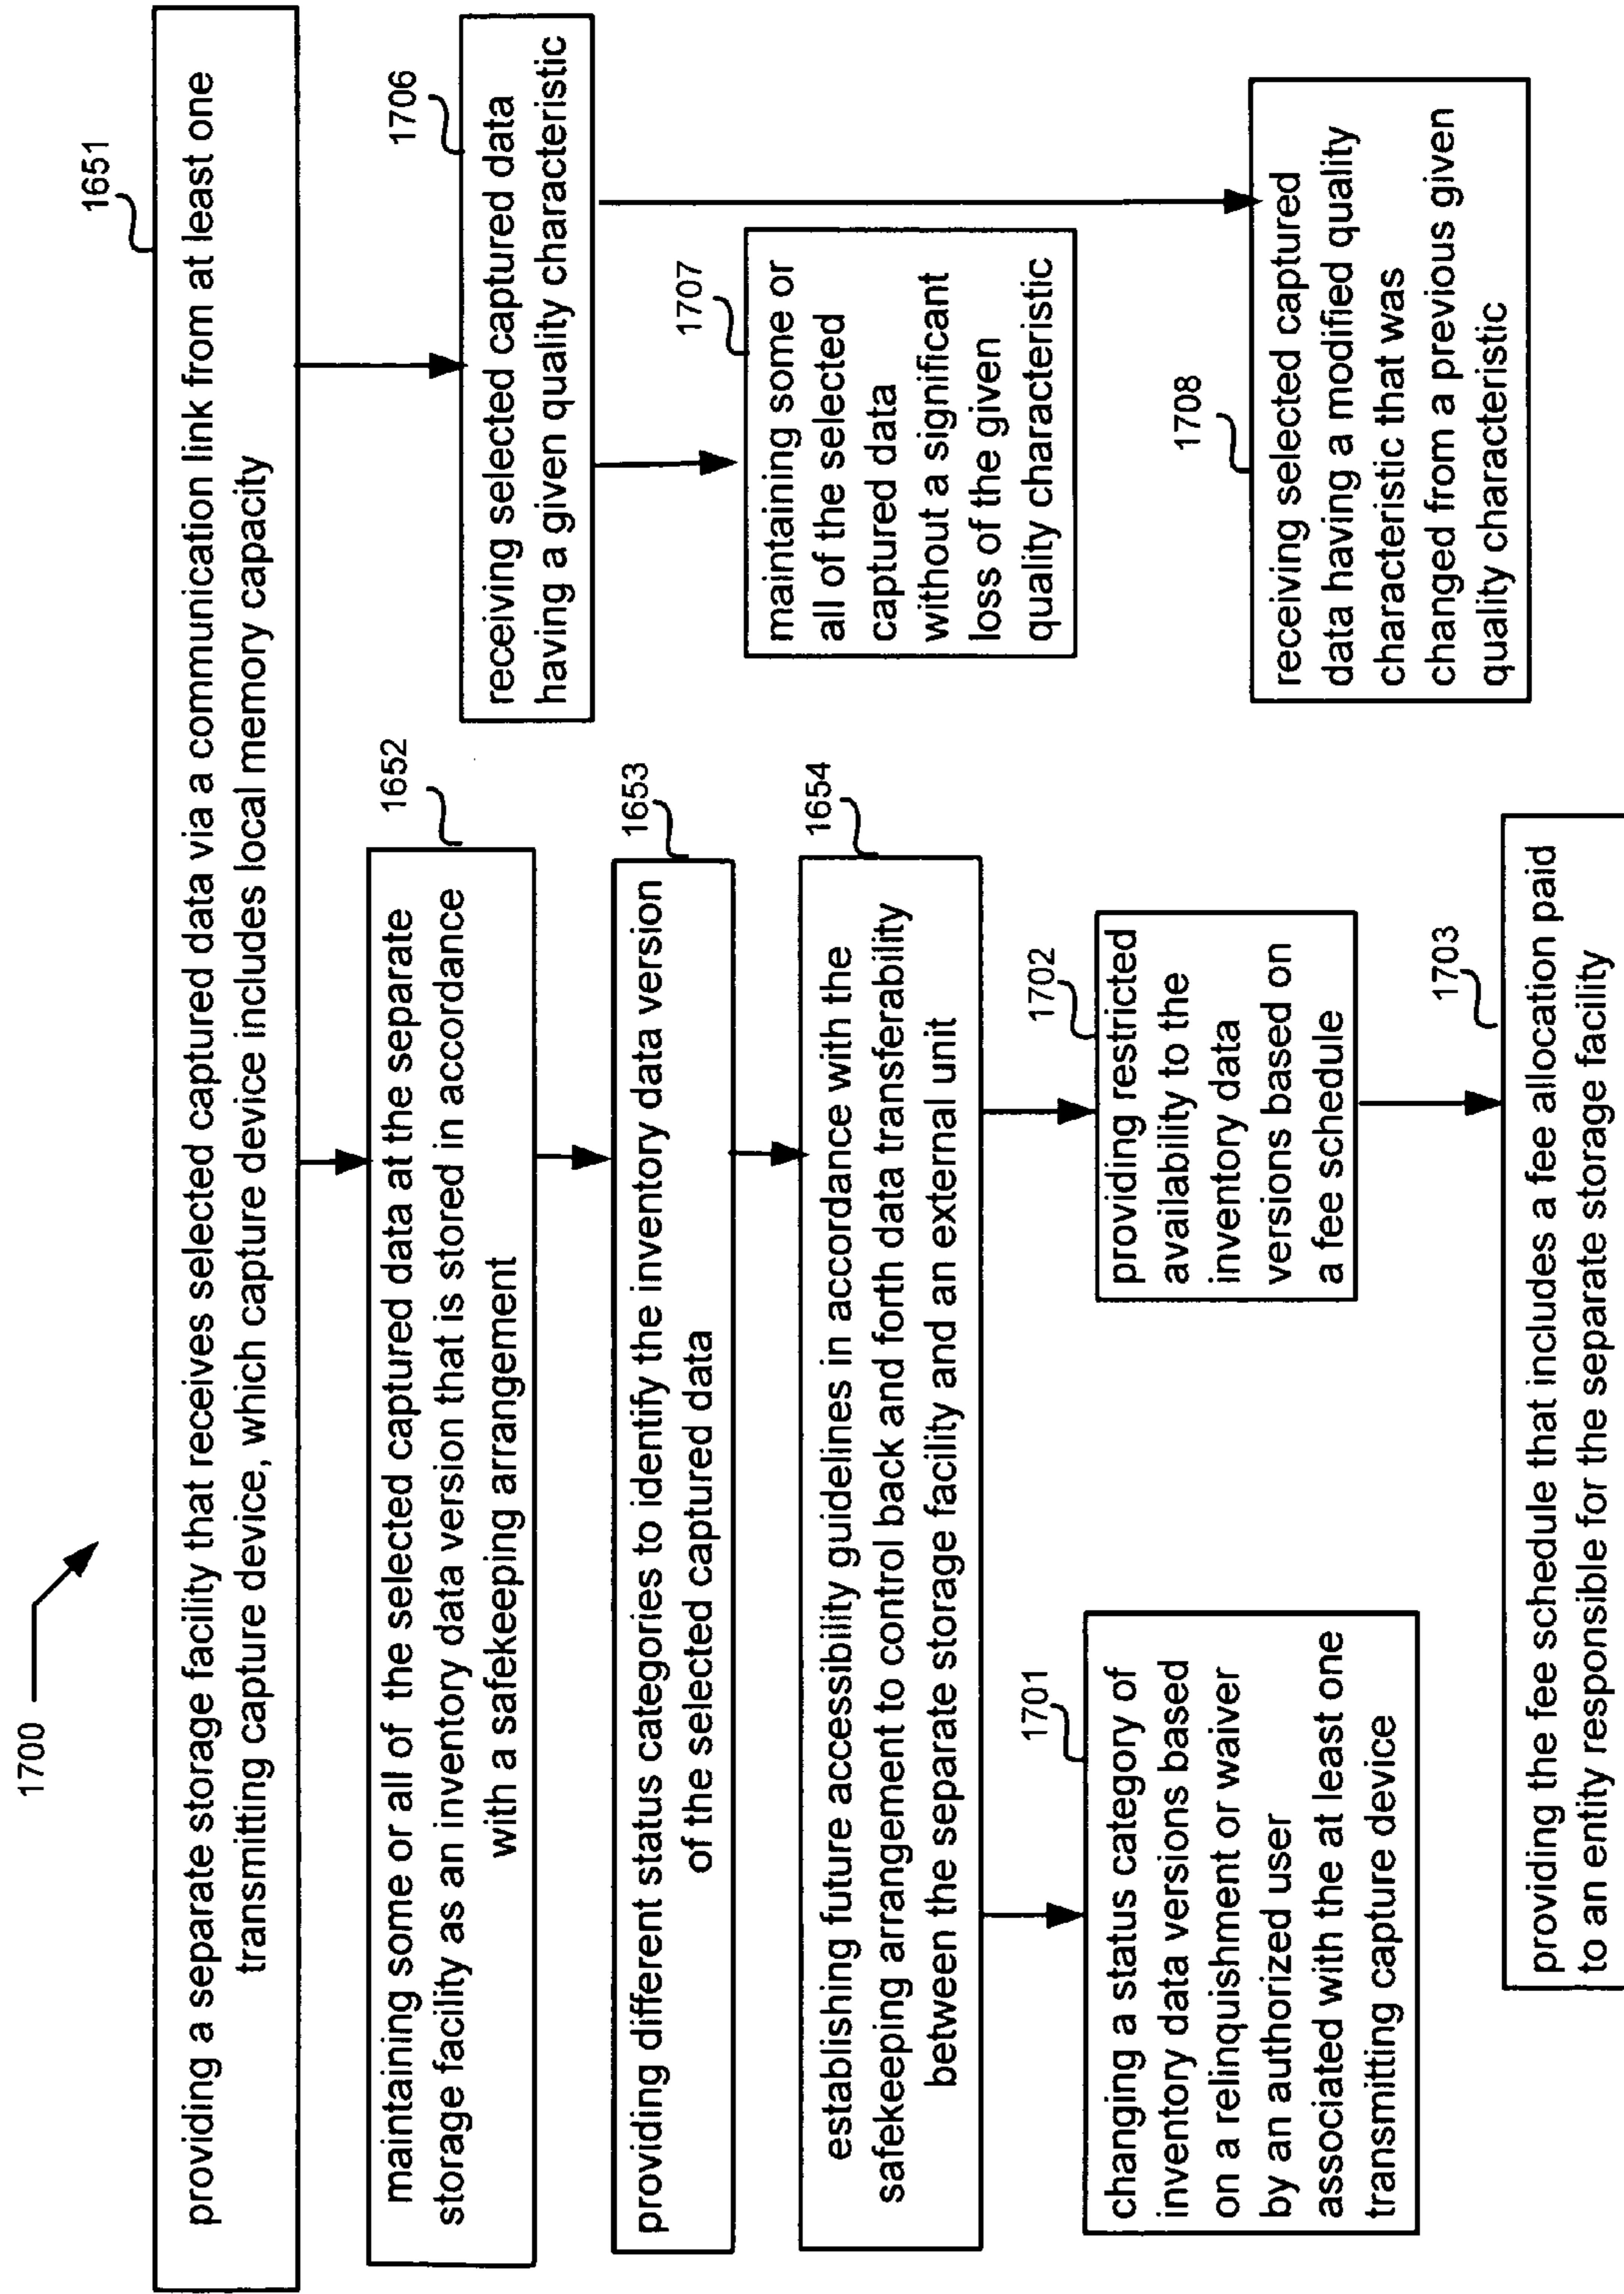 1700
1651
providing a separate storage facility that receives selected captured data via a communication link from at least one
transmitting capture device, which capture device includes local memory capacity
1652
maintaining some or all of the selected captured data at the separate
storage facility as an inventory data version that is stored in accordance
with a safekeeping arrangement
1653
providing different status categories to identify the inventory data version
of the selected captured data
1654
establishing future accessibility guidelines in accordance with the
safekeeping arrangement to control back and forth data transferability
between the separate storage facility and an external unit
1701
changing a status category of
inventory data versions based
on a relinquishment or waiver
by an authorized user
associated with the at least one
transmitting capture device
1702
providing restricted
availability to the
inventory data
versions based on
a fee schedule
1703
providing the fee schedule that includes a fee allocation paid
to an entity responsible for the separate storage facility
1706
receiving selected captured data
having a given quality characteristic
1707
maintaining some or
all of the selected
captured data
without a significant
loss of the given
quality characteristic
1708
receiving selected captured
data having a modified quality
characteristic that was
changed from a previous given
quality characteristic